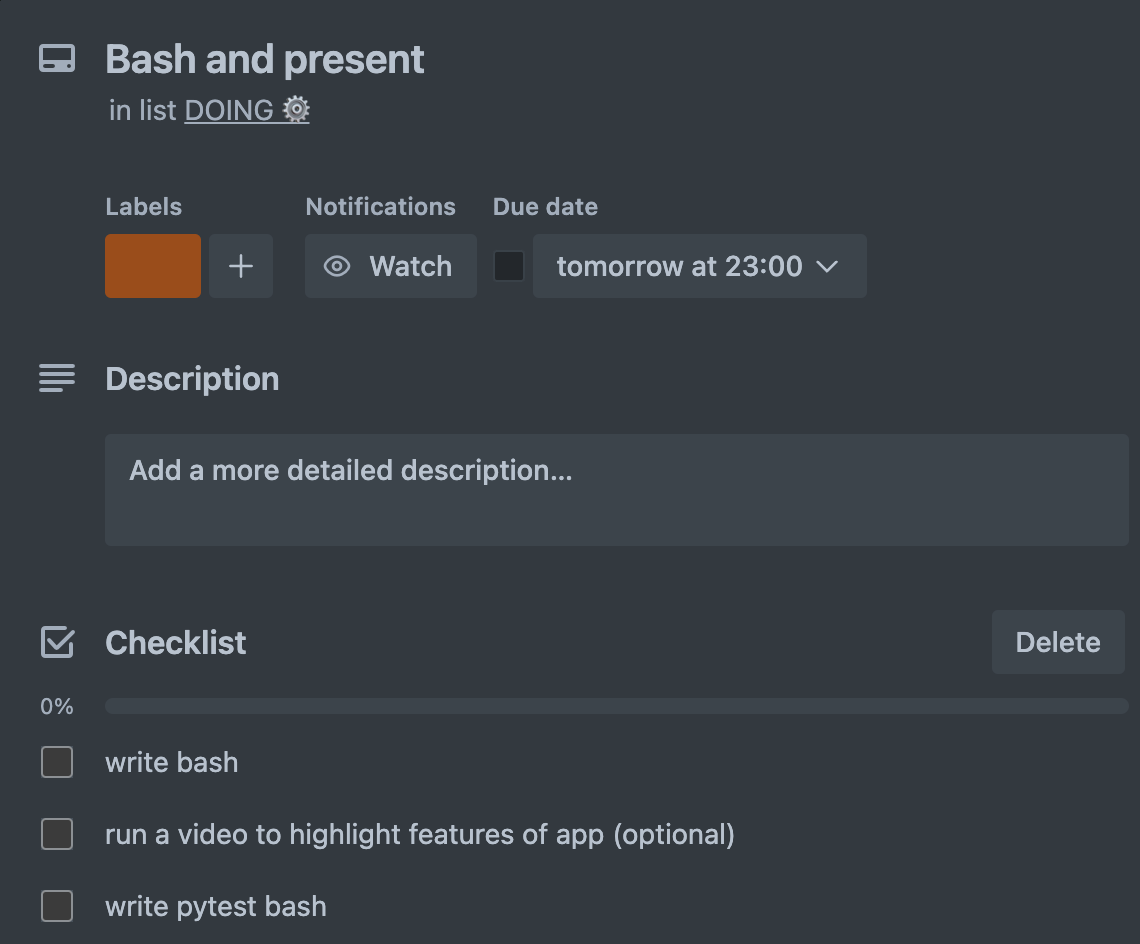 Bash and present
in list DOING ⚙️
Labels Notifications Due date
Watch tomorrow at 23:00
Description
Add a more detailed description...
Checklist Delete
0%
write bash
run a video to highlight features of app (optional)
write pytest bash